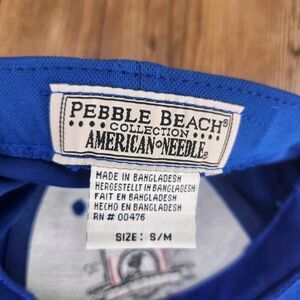 PEBBLE BEACH®
COLLECTION
AMERICAN NEEDLE®
MADE IN BANGLADESH
HERGESTELLT IN BANGLADESH
FAIT EN BANGLADESH
HECHO EN BANGLADESH
RN# 00476
SIZE: S/M